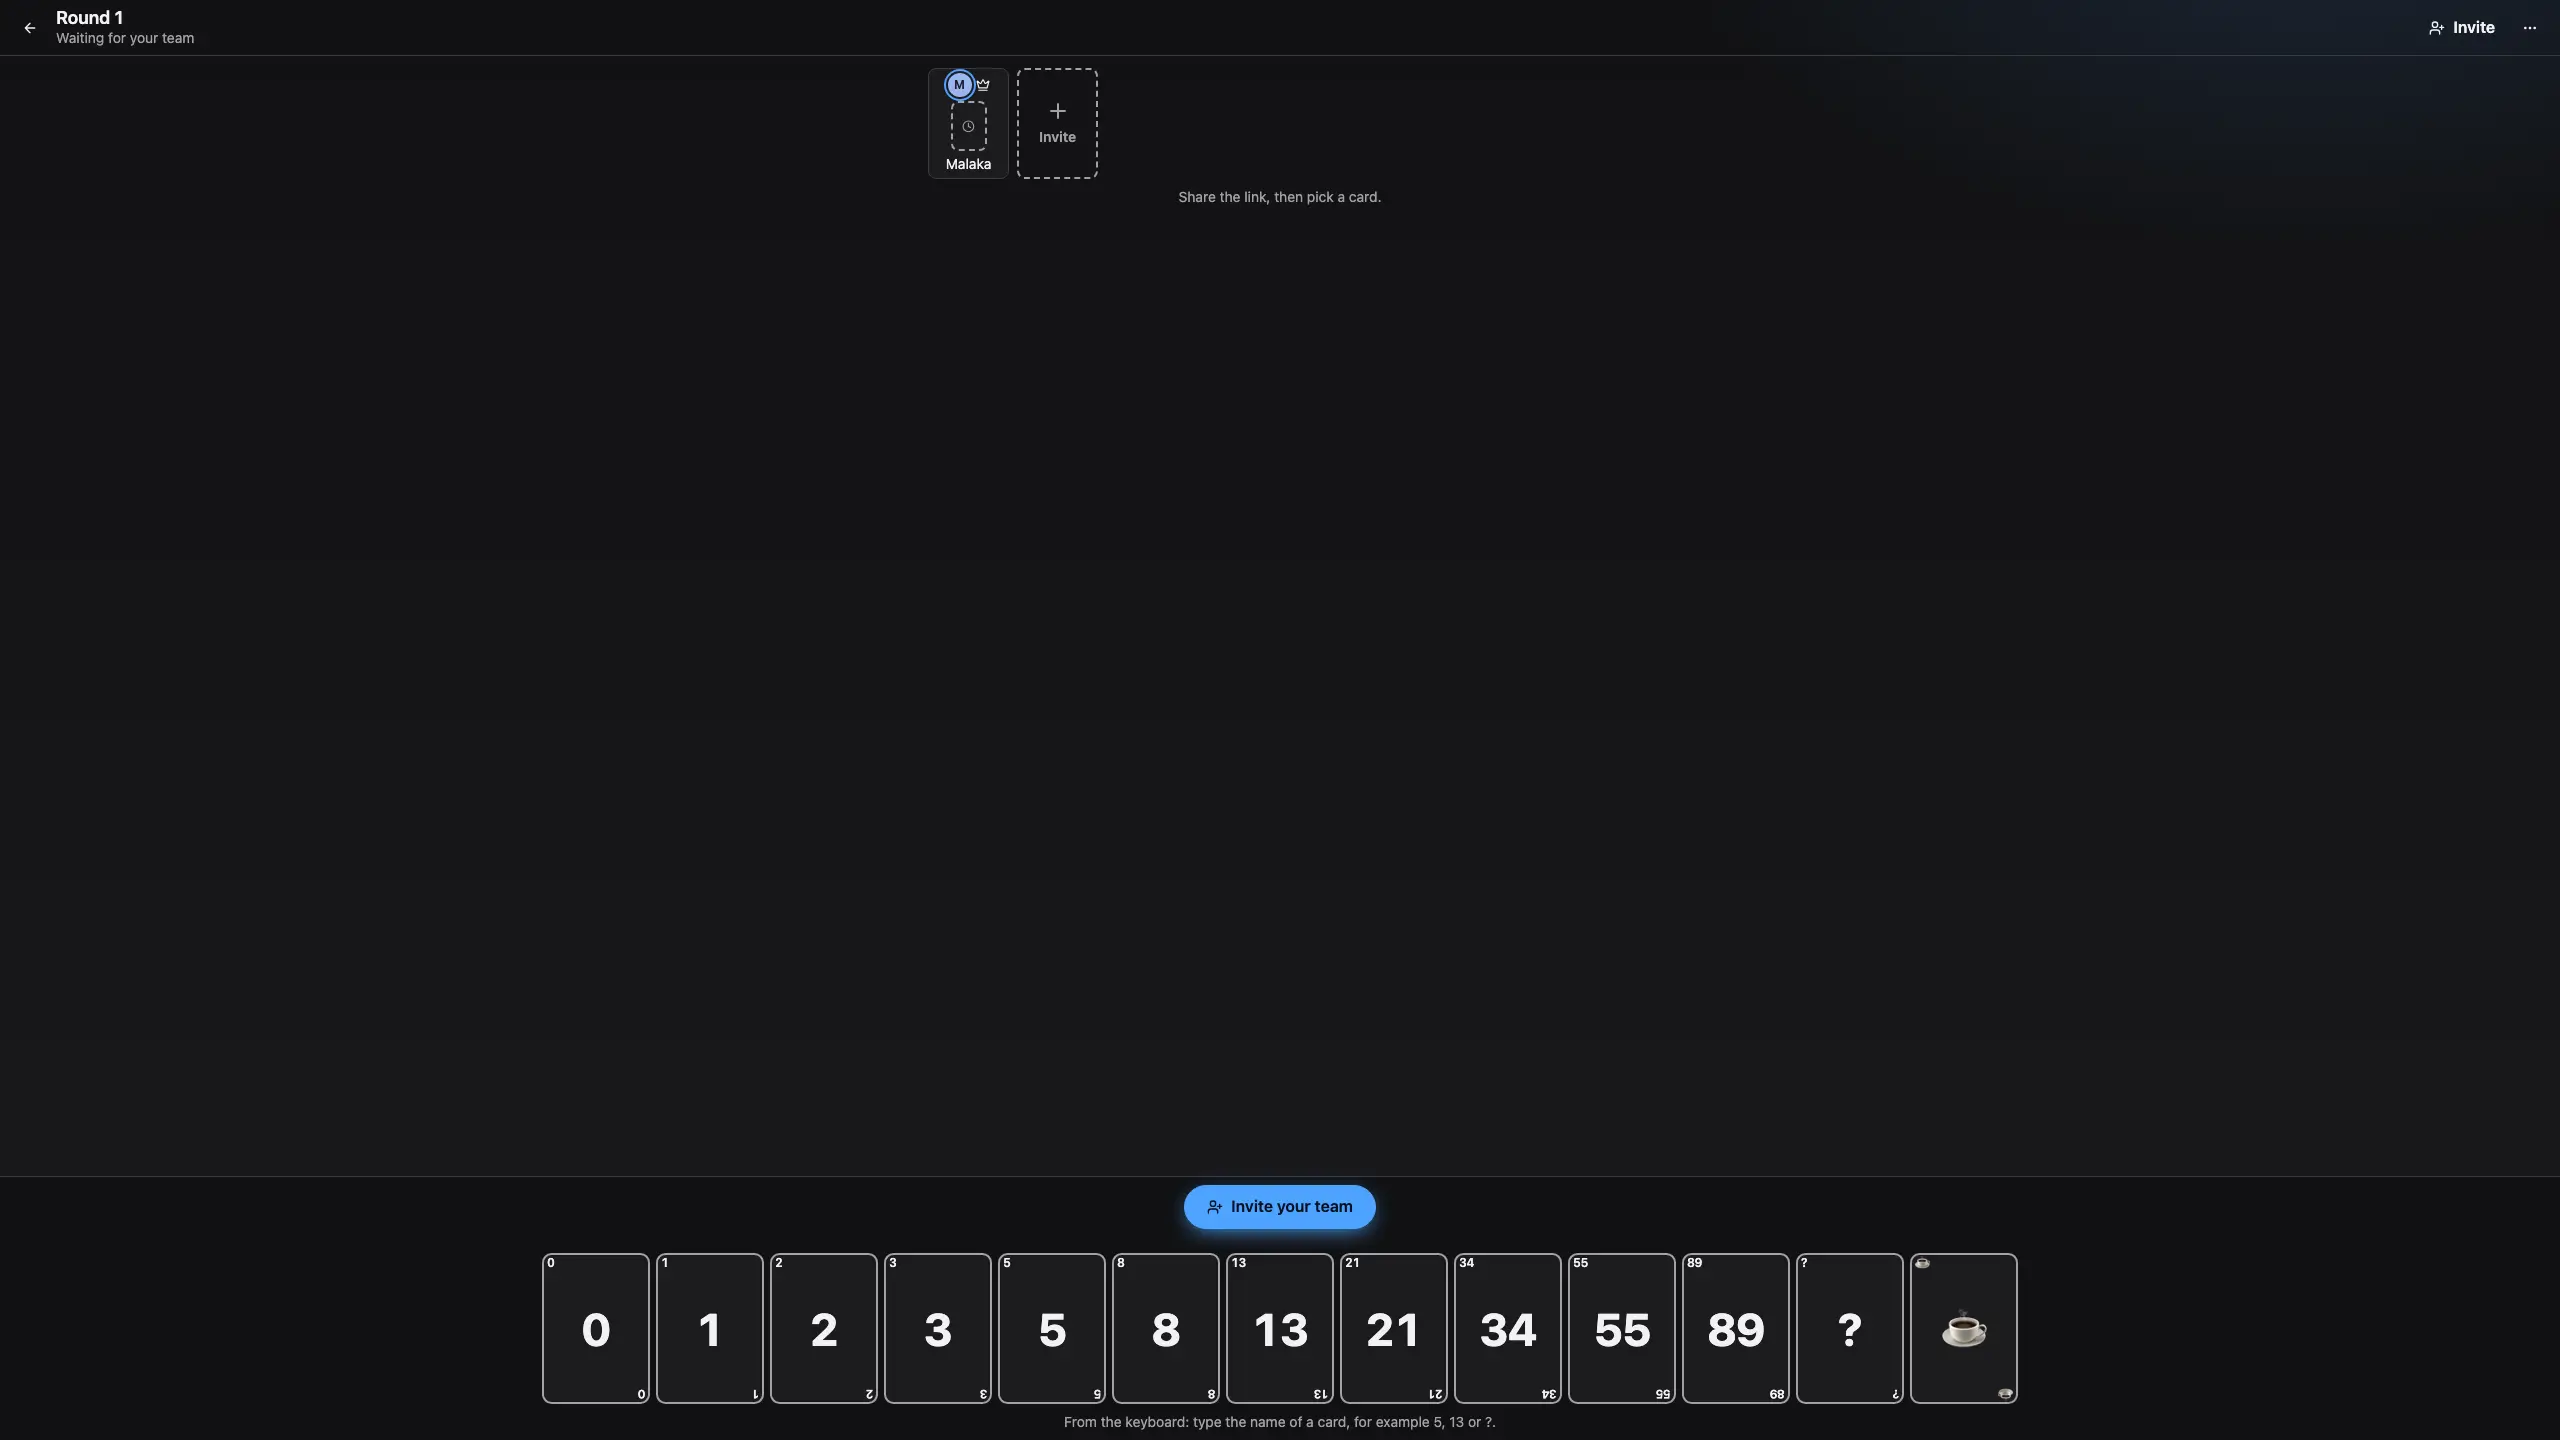 Round 1
Waiting for your team
Invite
M
Malaka
Invite
Share the link, then pick a card.
Invite your team
0 1 2 3 5 8 13 21 34 55 89 ?
0 1 2 3 5 8 13 21 34 55 89 ?
0 1 2 3 5 8 13 21 34 55 89 ?
From the keyboard: type the name of a card, for example 5, 13 or ?.